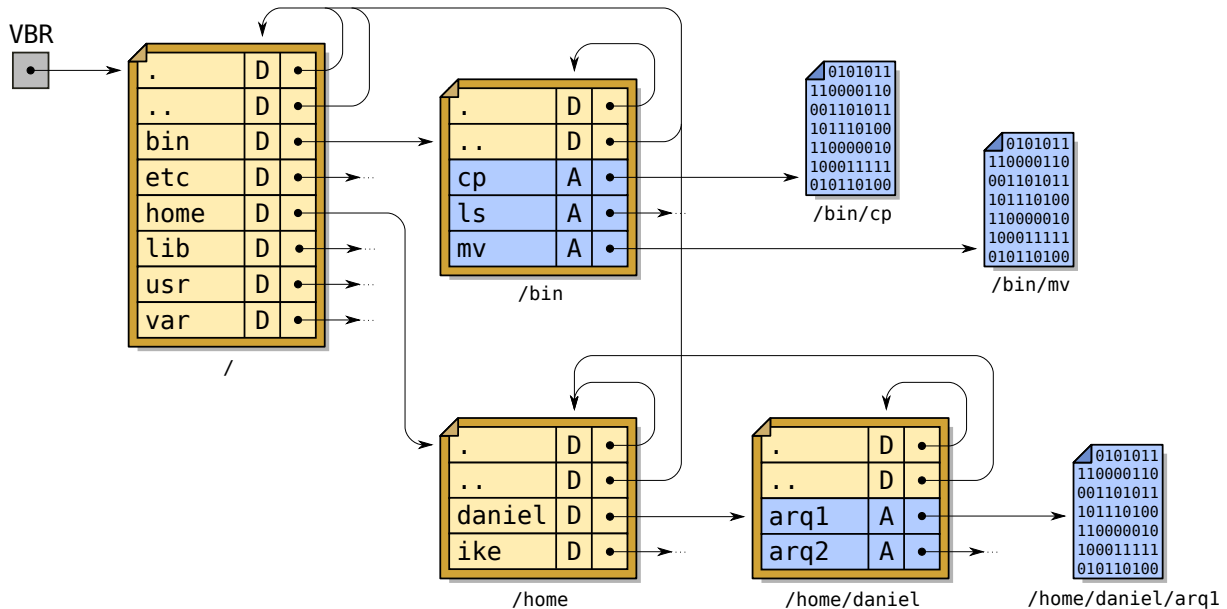 VBR
. D
.. D
bin D
etc D ...
home D
lib D ...
usr D ...
var D ...
/
. D
.. D
cp A
ls A ...
mv A
/bin
0101011
110000110
001101011
101110100
110000010
100011111
010110100
/bin/cp
0101011
110000110
001101011
101110100
110000010
100011111
010110100
/bin/mv
. D
.. D
daniel D
ike D ...
/home
. D
.. D
arq1 A
arq2 A ...
/home/daniel
0101011
110000110
001101011
101110100
110000010
100011111
010110100
/home/daniel/arq1